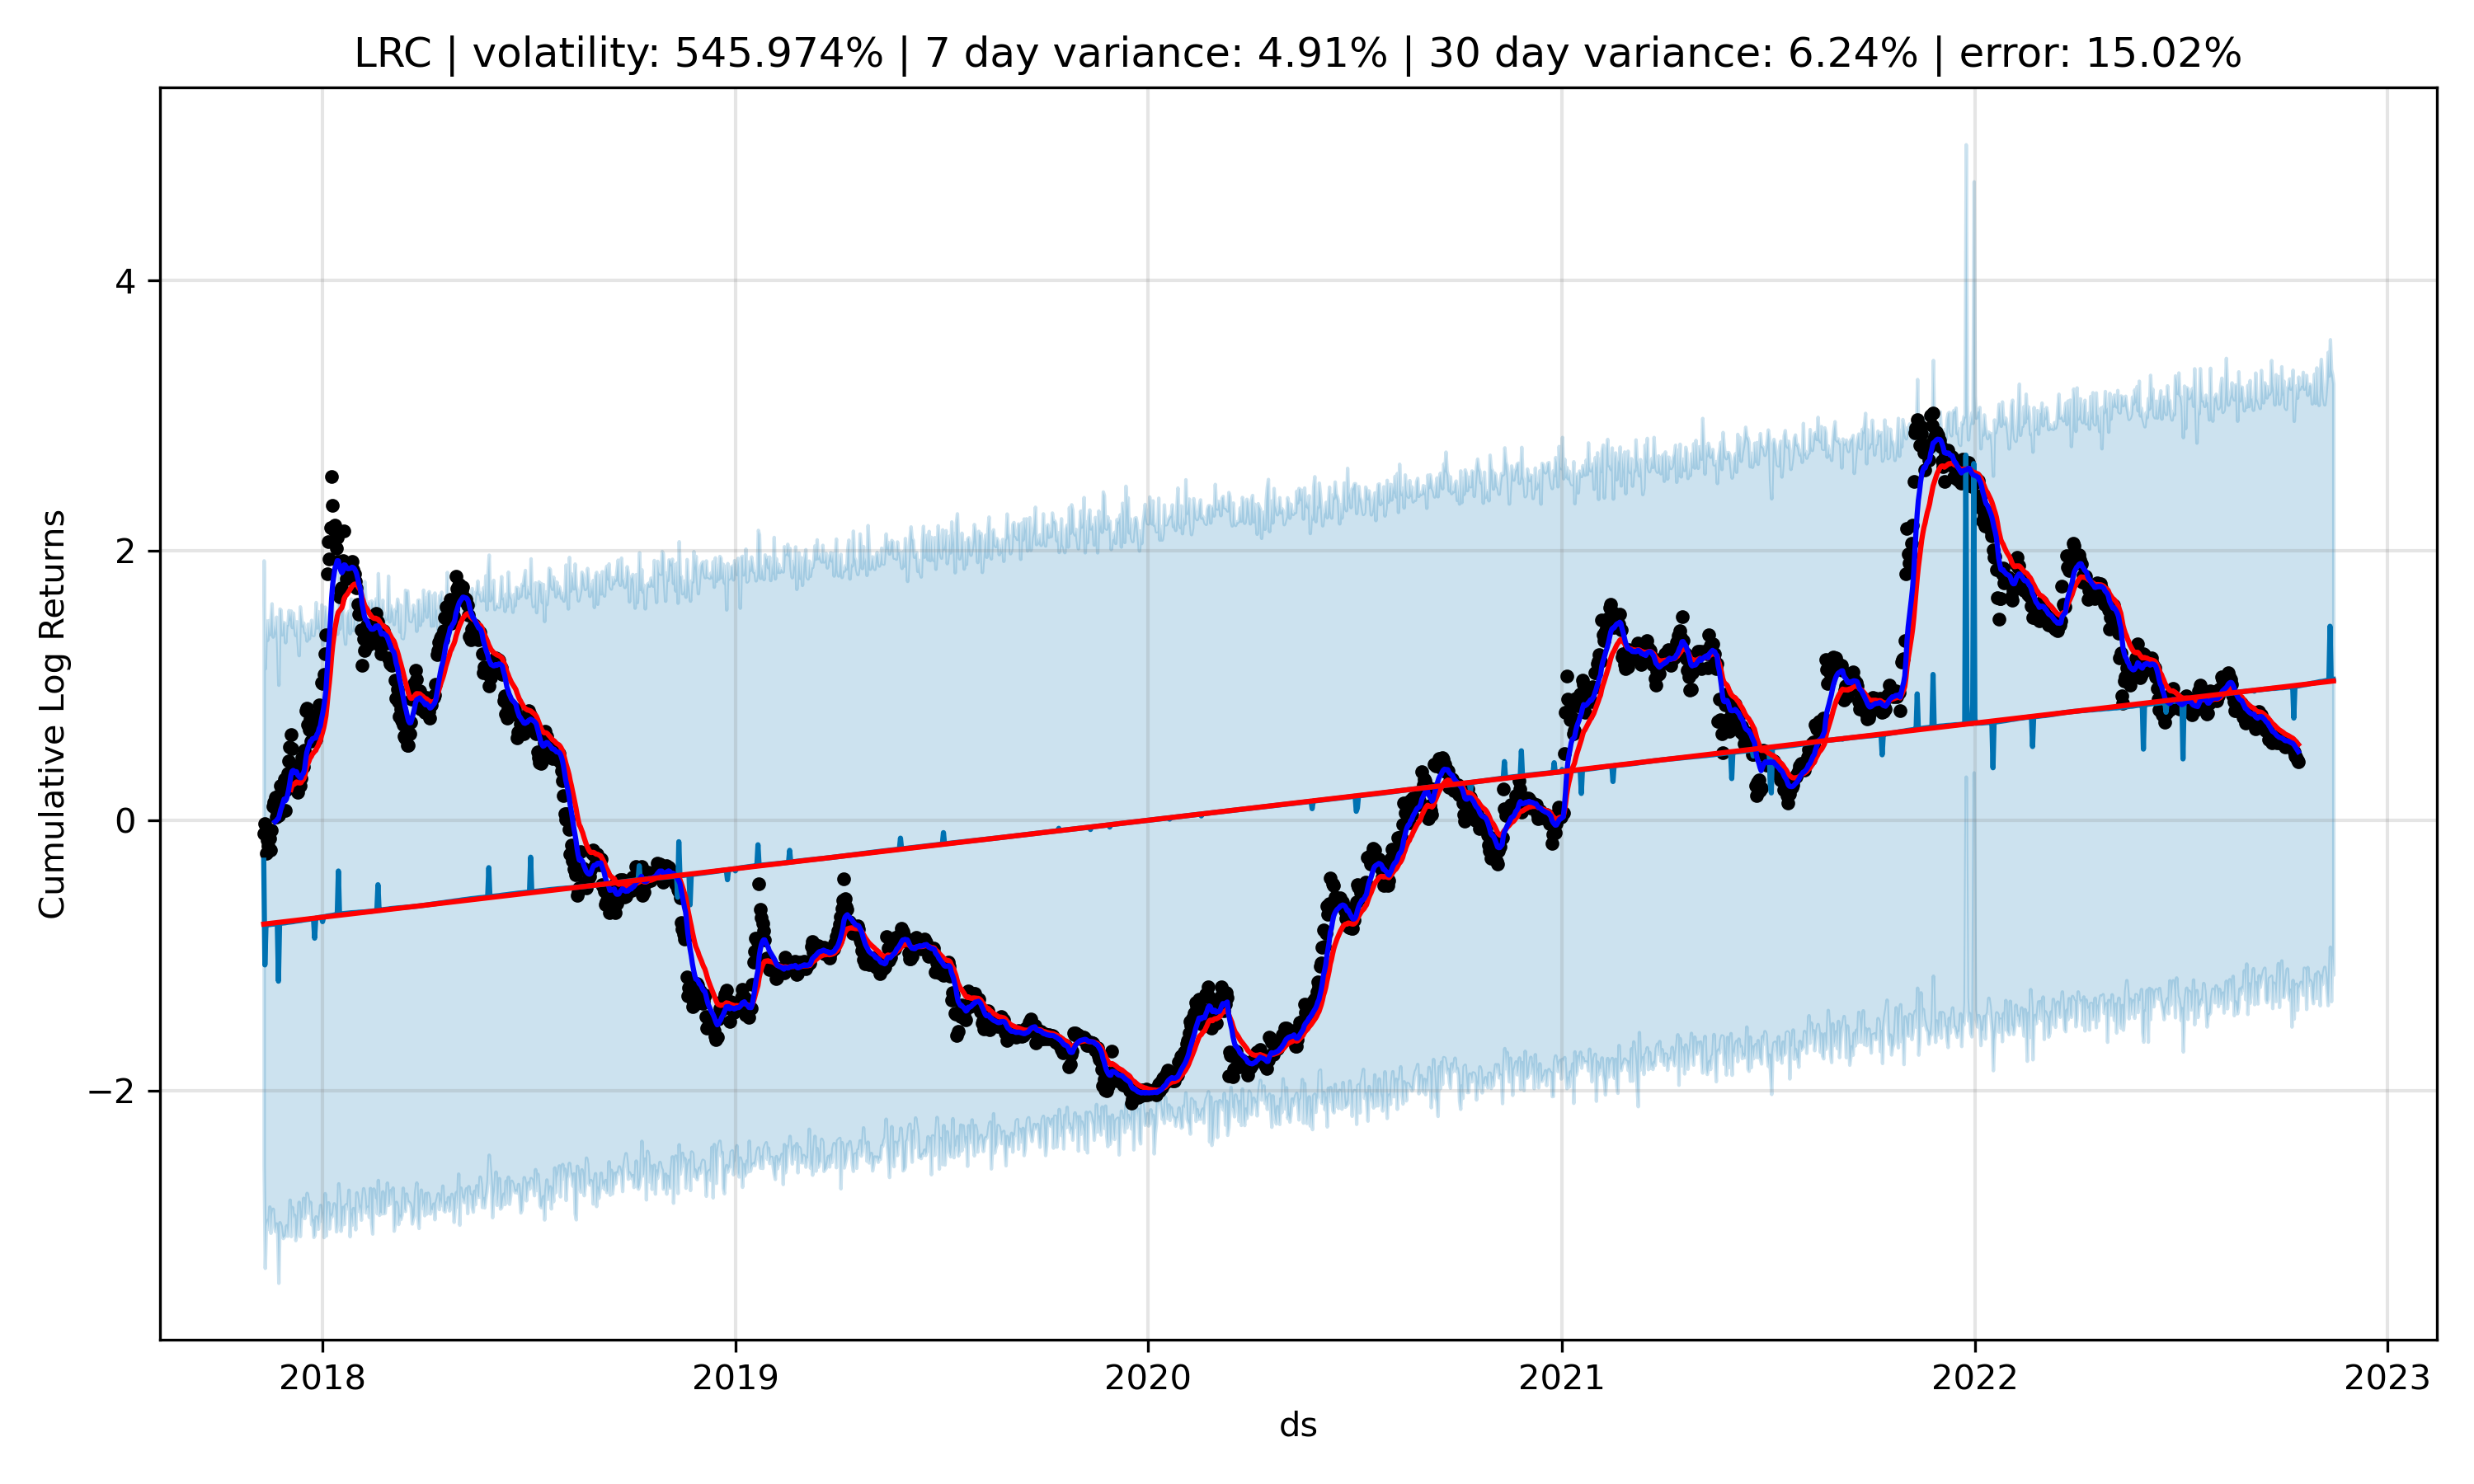 LRC | volatility: 545.974% | 7 day variance: 4.91% | 30 day variance: 6.24% | error: 15.02%
Cumulative Log Returns
4
2
0
−2
2018 2019 2020 2021 2022 2023
ds